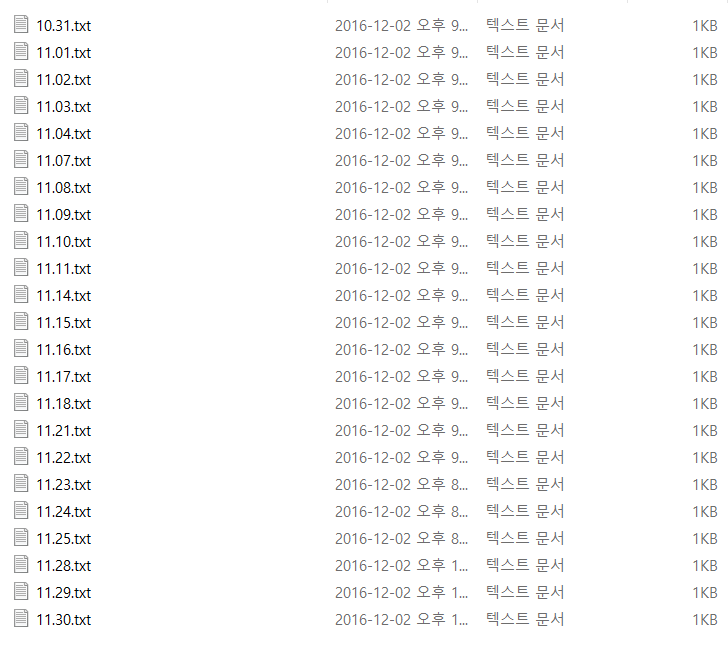 10.31.txt 2016-12-02 오후 9... 텍스트 문서 1KB
11.01.txt 2016-12-02 오후 9... 텍스트 문서 1KB
11.02.txt 2016-12-02 오후 9... 텍스트 문서 1KB
11.03.txt 2016-12-02 오후 9... 텍스트 문서 1KB
11.04.txt 2016-12-02 오후 9... 텍스트 문서 1KB
11.07.txt 2016-12-02 오후 9... 텍스트 문서 1KB
11.08.txt 2016-12-02 오후 9... 텍스트 문서 1KB
11.09.txt 2016-12-02 오후 9... 텍스트 문서 1KB
11.10.txt 2016-12-02 오후 9... 텍스트 문서 1KB
11.11.txt 2016-12-02 오후 9... 텍스트 문서 1KB
11.14.txt 2016-12-02 오후 9... 텍스트 문서 1KB
11.15.txt 2016-12-02 오후 9... 텍스트 문서 1KB
11.16.txt 2016-12-02 오후 9... 텍스트 문서 1KB
11.17.txt 2016-12-02 오후 9... 텍스트 문서 1KB
11.18.txt 2016-12-02 오후 9... 텍스트 문서 1KB
11.21.txt 2016-12-02 오후 9... 텍스트 문서 1KB
11.22.txt 2016-12-02 오후 9... 텍스트 문서 1KB
11.23.txt 2016-12-02 오후 8... 텍스트 문서 1KB
11.24.txt 2016-12-02 오후 8... 텍스트 문서 1KB
11.25.txt 2016-12-02 오후 8... 텍스트 문서 1KB
11.28.txt 2016-12-02 오후 1... 텍스트 문서 1KB
11.29.txt 2016-12-02 오후 1... 텍스트 문서 1KB
11.30.txt 2016-12-02 오후 1... 텍스트 문서 1KB